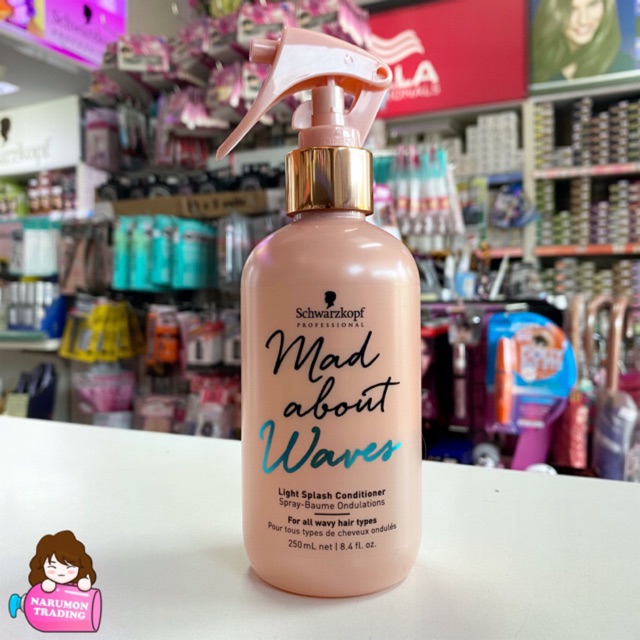 Schwarzkopf
Schwarzkopf
PROFESSIONAL
Mad
about
Waves
Light Splash Conditioner
Spray-Baume Ondulations
For all wavy hair types
Pour tous types de cheveux ondulés
250 mL net | 8.4 fl. oz.
NARUMON
TRADING